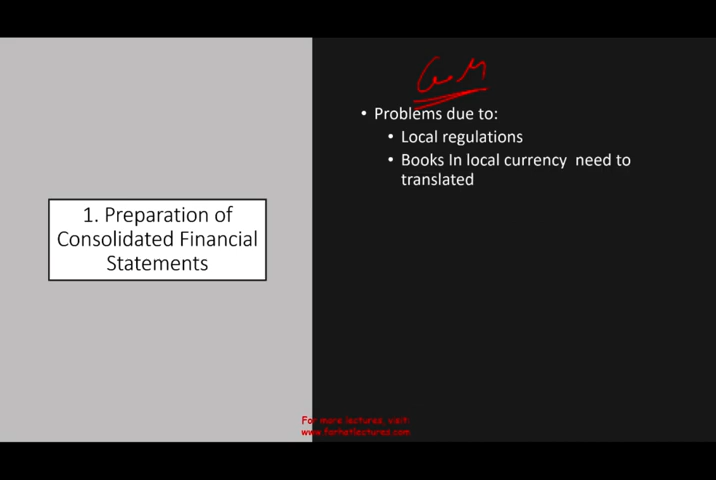 Problems due to:
Local regulations
Books In local currency need to
translated
1. Preparation of
Consolidated Financial
Statements
For more lectures, visit:
www.farhatlectures.com